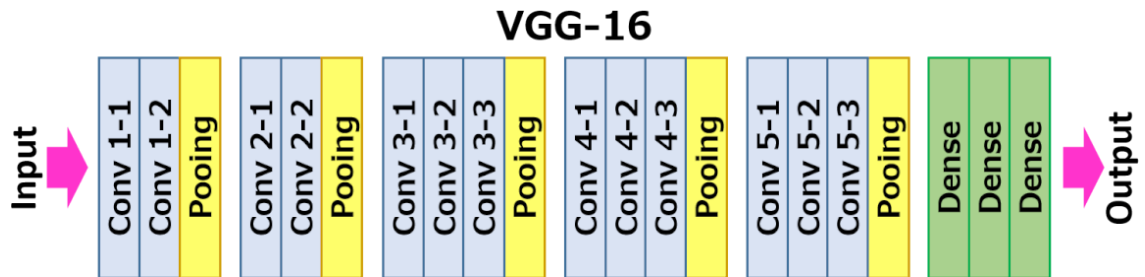 VGG-16
Input
Conv 1-1
Conv 1-2
Pooing
Conv 2-1
Conv 2-2
Pooing
Conv 3-1
Conv 3-2
Conv 3-3
Pooing
Conv 4-1
Conv 4-2
Conv 4-3
Pooing
Conv 5-1
Conv 5-2
Conv 5-3
Pooing
Dense
Dense
Dense
Output